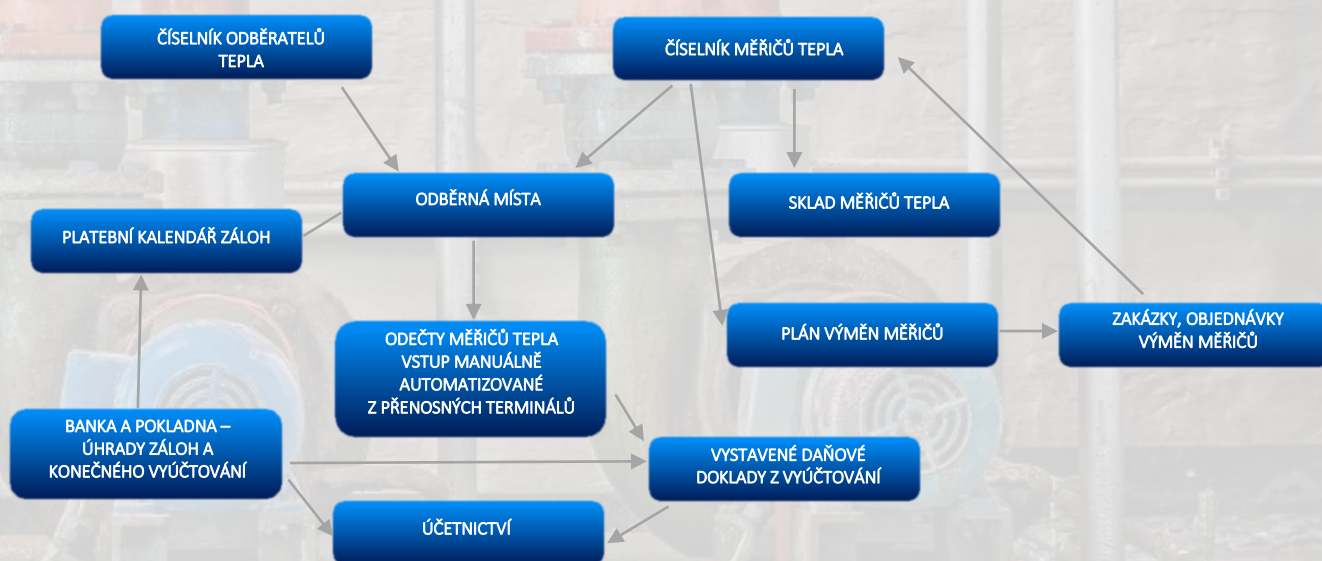 ČÍSELNÍK ODBĚRATELŮ
TEPLA
ČÍSELNÍK MĚŘIČŮ TEPLA
ODBĚRNÁ MÍSTA
SKLAD MĚŘIČŮ TEPLA
PLATEBNÍ KALENDÁŘ ZÁLOH
ODEČTY MĚŘIČŮ TEPLA
VSTUP MANUÁLNĚ
AUTOMATIZOVANÉ
Z PŘENOSNÝCH TERMINÁLŮ
PLÁN VÝMĚN MĚŘIČŮ
ZAKÁZKY, OBJEDNÁVKY
VÝMĚN MĚŘIČŮ
BANKA A POKLADNA –
ÚHRADY ZÁLOH A
KONEČNÉHO VYÚČTOVÁNÍ
VYSTAVENÉ DAŇOVÉ
DOKLADY Z VYÚČTOVÁNÍ
ÚČETNICTVÍ